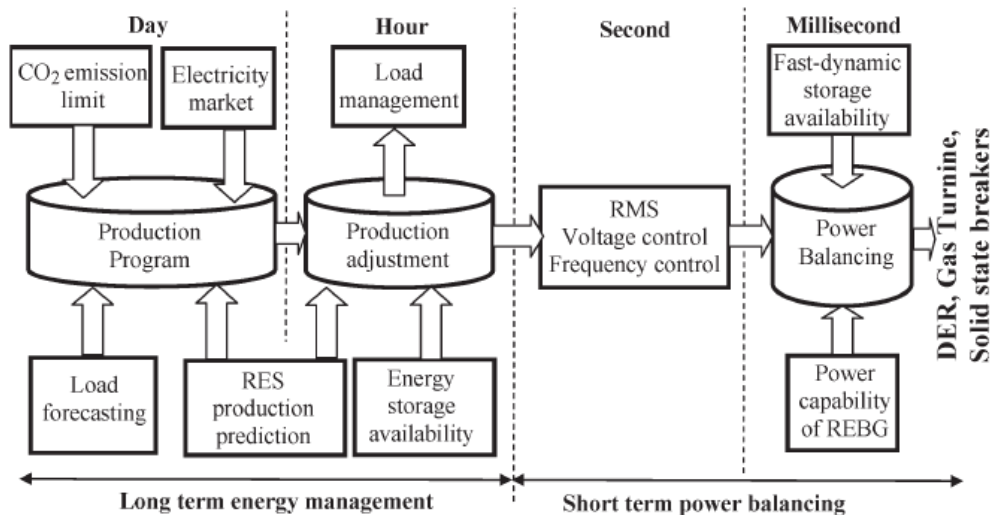 Day
Hour
Second
Millisecond
CO₂ emission
limit
Electricity
market
Load
management
Fast-dynamic
storage
availability
Production
Program
Production
adjustment
RMS
Voltage control
Frequency control
Power
Balancing
DER, Gas Turnine,
Solid state breakers
Load
forecasting
RES
production
prediction
Energy
storage
availability
Power
capability
of REBG
Long term energy management
Short term power balancing